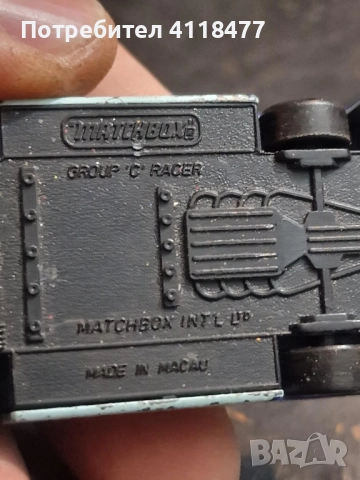 Потребител 4118477
MATCHBOX
GROUP 'C' RACER
MATCHBOX INT'L LTD
MADE IN MACAU
BAZAR